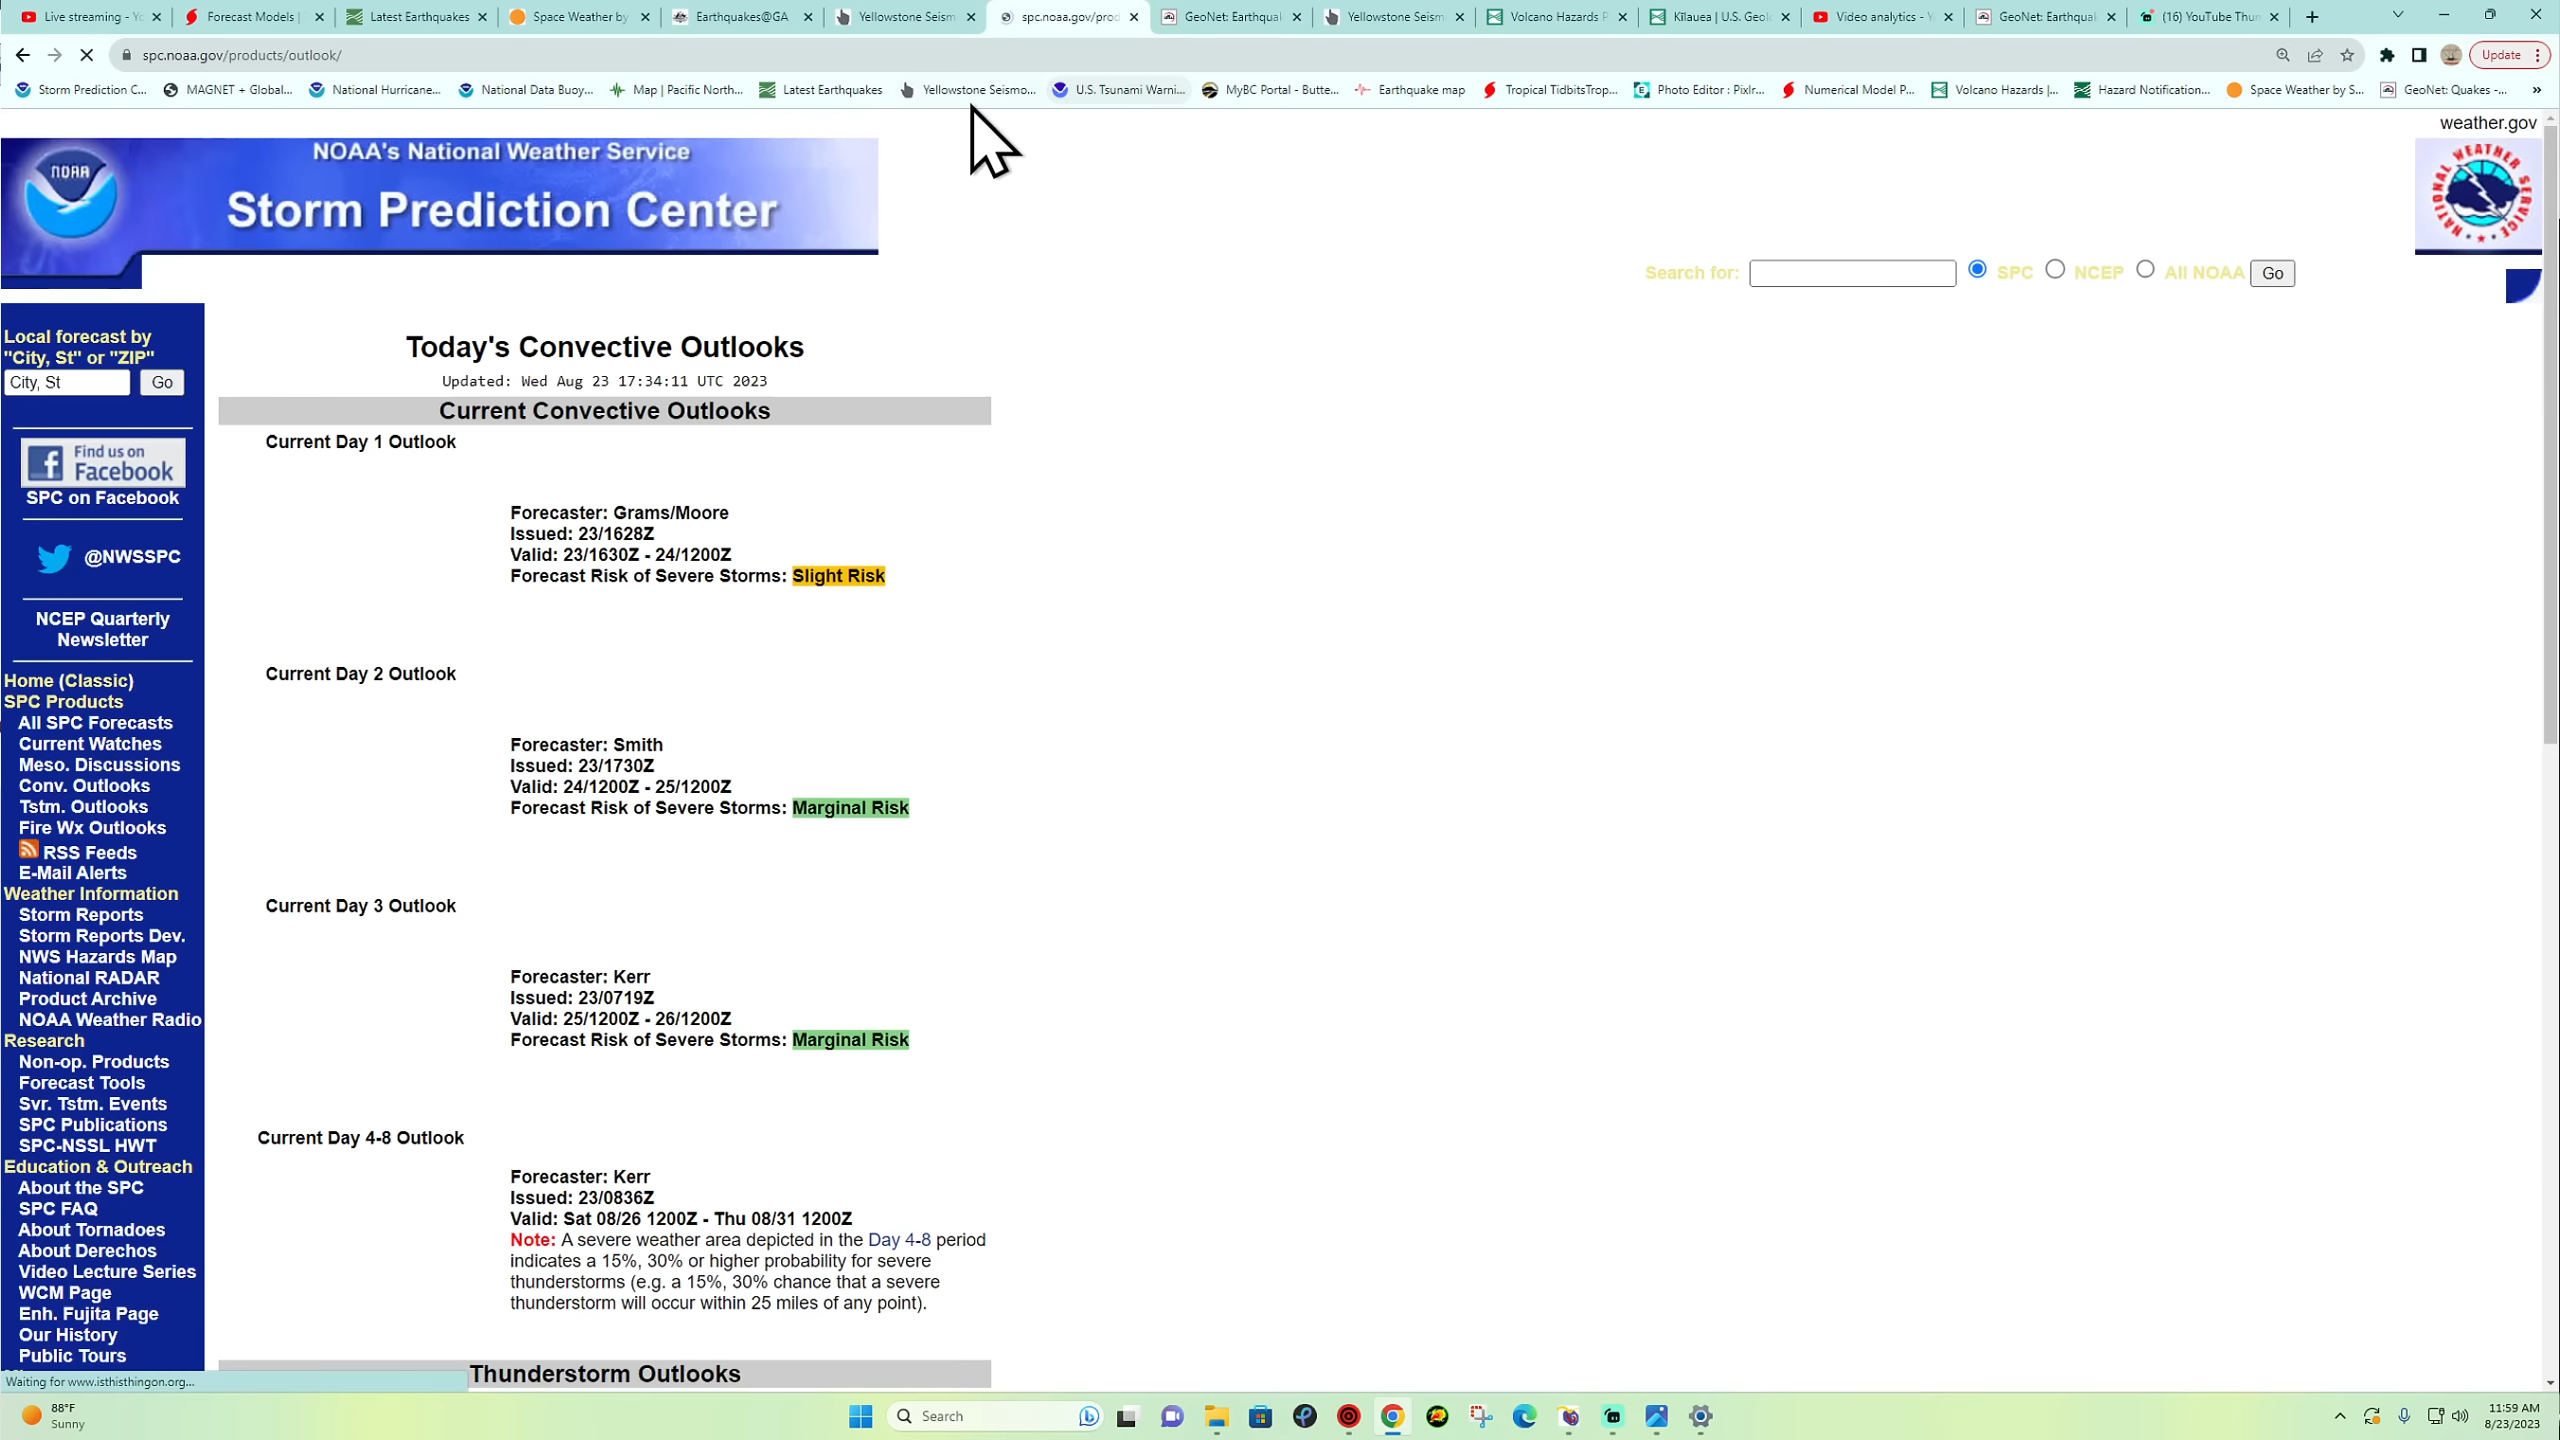 Live streaming - Yo
Forecast Models |
Latest Earthquakes
Space Weather by
Earthquakes@GA
Yellowstone Seism
spc.noaa.gov/prod
GeoNet: Earthquak
Yellowstone Seism
Volcano Hazards P
Kīlauea | U.S. Geol
Video analytics - Y
GeoNet: Earthquak
(16) YouTube Thun
spc.noaa.gov/products/outlook/
Update
Storm Prediction C...
MAGNET + Global...
National Hurricane...
National Data Buoy...
Map | Pacific North...
Latest Earthquakes
Yellowstone Seismo...
U.S. Tsunami Warni...
MyBC Portal - Butte...
Earthquake map
Tropical TidbitsTrop...
Photo Editor : Pixlr...
Numerical Model P...
Volcano Hazards |...
Hazard Notification...
Space Weather by S...
GeoNet: Quakes -...
weather.gov
NOAA's National Weather Service
NOAA
Storm Prediction Center
NATIONAL WEATHER SERVICE
Search for:
SPC
NCEP
All NOAA
Go
Local forecast by
"City, St" or "ZIP"
City, St
Go
Find us on
Facebook
SPC on Facebook
@NWSSPC
NCEP Quarterly
Newsletter
Home (Classic)
SPC Products
All SPC Forecasts
Current Watches
Meso. Discussions
Conv. Outlooks
Tstm. Outlooks
Fire Wx Outlooks
RSS Feeds
E-Mail Alerts
Weather Information
Storm Reports
Storm Reports Dev.
NWS Hazards Map
National RADAR
Product Archive
NOAA Weather Radio
Research
Non-op. Products
Forecast Tools
Svr. Tstm. Events
SPC Publications
SPC-NSSL HWT
Education & Outreach
About the SPC
SPC FAQ
About Tornadoes
About Derechos
Video Lecture Series
WCM Page
Enh. Fujita Page
Our History
Public Tours
Today's Convective Outlooks
Updated: Wed Aug 23 17:34:11 UTC 2023
Current Convective Outlooks
Current Day 1 Outlook
Forecaster: Grams/Moore
Issued: 23/1628Z
Valid: 23/1630Z - 24/1200Z
Forecast Risk of Severe Storms: Slight Risk
Current Day 2 Outlook
Forecaster: Smith
Issued: 23/1730Z
Valid: 24/1200Z - 25/1200Z
Forecast Risk of Severe Storms: Marginal Risk
Current Day 3 Outlook
Forecaster: Kerr
Issued: 23/0719Z
Valid: 25/1200Z - 26/1200Z
Forecast Risk of Severe Storms: Marginal Risk
Current Day 4-8 Outlook
Forecaster: Kerr
Issued: 23/0836Z
Valid: Sat 08/26 1200Z - Thu 08/31 1200Z
Note: A severe weather area depicted in the Day 4-8 period
indicates a 15%, 30% or higher probability for severe
thunderstorms (e.g. a 15%, 30% chance that a severe
thunderstorm will occur within 25 miles of any point).
Thunderstorm Outlooks
Waiting for www.isthisthingon.org...
88°F
Sunny
Search
11:59 AM
8/23/2023